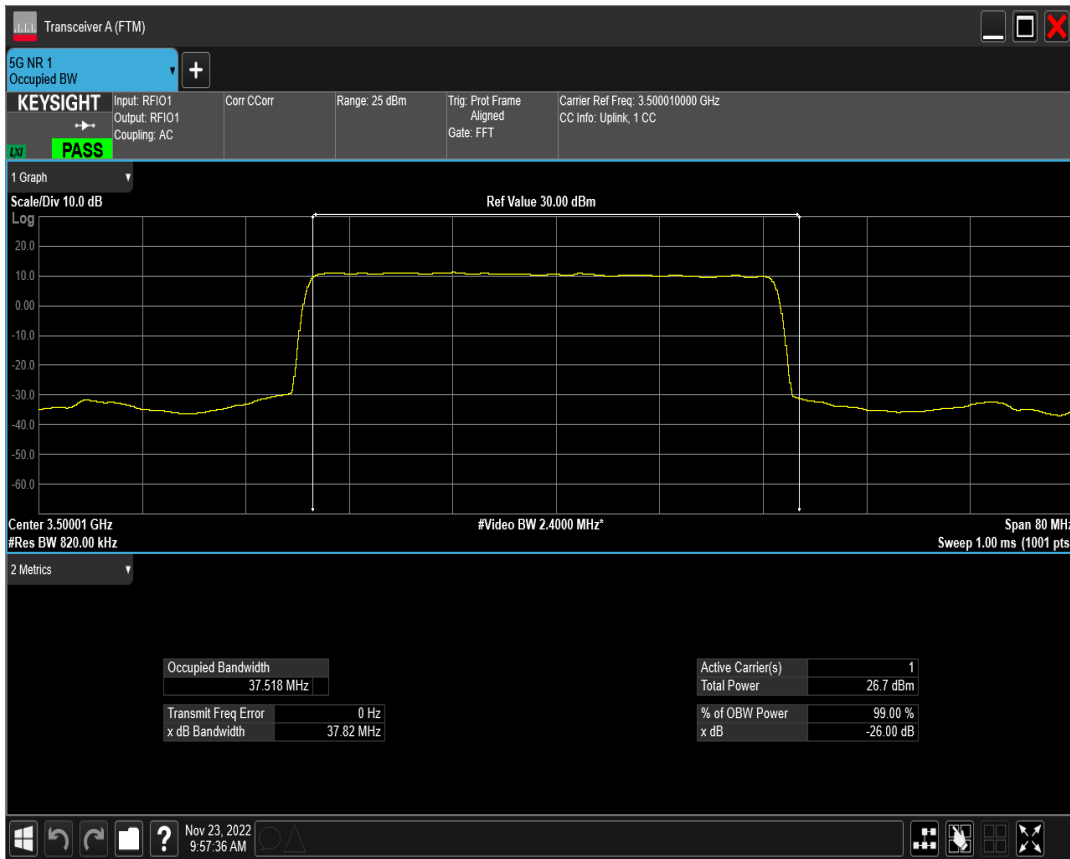 Transceiver A (FTM)
5G NR 1
Occupied BW
+
KEYSIGHT
Input: RFIO1
Output: RFIO1
Coupling: AC
Corr CCorr
Range: 25 dBm
Trig: Prot Frame
Aligned
Gate: FFT
Carrier Ref Freq: 3.500010000 GHz
CC Info: Uplink, 1 CC
LXI
PASS
1 Graph
Scale/Div 10.0 dB
Ref Value 30.00 dBm
Log
20.0
10.0
0.00
-10.0
-20.0
-30.0
-40.0
-50.0
-60.0
Center 3.50001 GHz
#Video BW 2.4000 MHz*
Span 80 MHz
#Res BW 820.00 kHz
Sweep 1.00 ms (1001 pts
2 Metrics
Occupied Bandwidth
37.518 MHz
Transmit Freq Error 0 Hz
x dB Bandwidth 37.82 MHz
Active Carrier(s) 1
Total Power 26.7 dBm
% of OBW Power 99.00 %
x dB -26.00 dB
?
Nov 23, 2022
9:57:36 AM